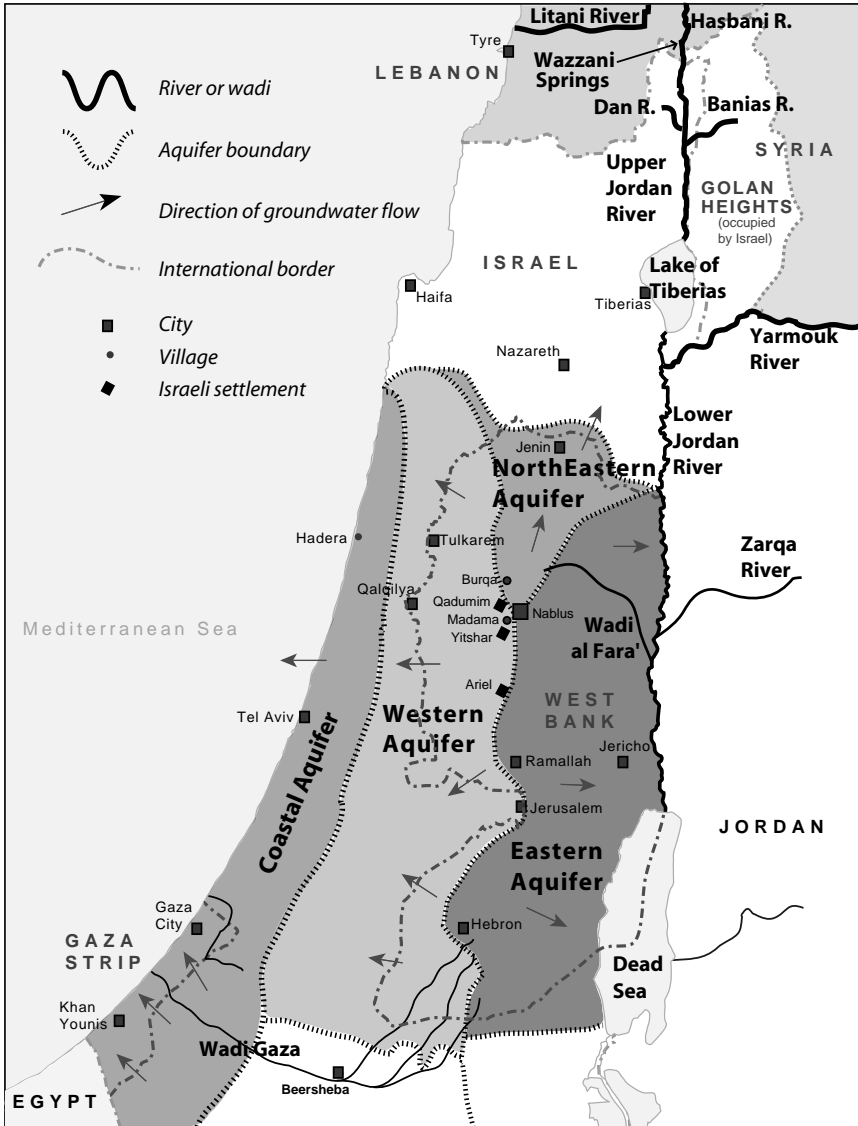 Litani River
Hasbani R.
Tyre
Wazzani
Springs
LEBANON
River or wadi
Dan R.
Banias R.
Aquifer boundary
SYRIA
Upper
Jordan
River
GOLAN
HEIGHTS
(occupied
by Israel)
Direction of groundwater flow
ISRAEL
International border
Lake of
Tiberias
Haifa
Tiberias
City
Village
Israeli settlement
Yarmouk
River
Nazareth
Lower
Jordan
River
Jenin
NorthEastern
Aquifer
Hadera
Tulkarem
Zarqa
River
Burqa
Qalqilya
Qadumim
Nablus
Madama
Yitshar
Wadi
al Fara'
Mediterranean Sea
Ariel
WEST
BANK
Tel Aviv
Western
Aquifer
Coastal Aquifer
Ramallah
Jericho
Jerusalem
JORDAN
Eastern
Aquifer
Gaza
City
Hebron
GAZA
STRIP
Dead
Sea
Khan
Younis
Wadi Gaza
Beersheba
EGYPT